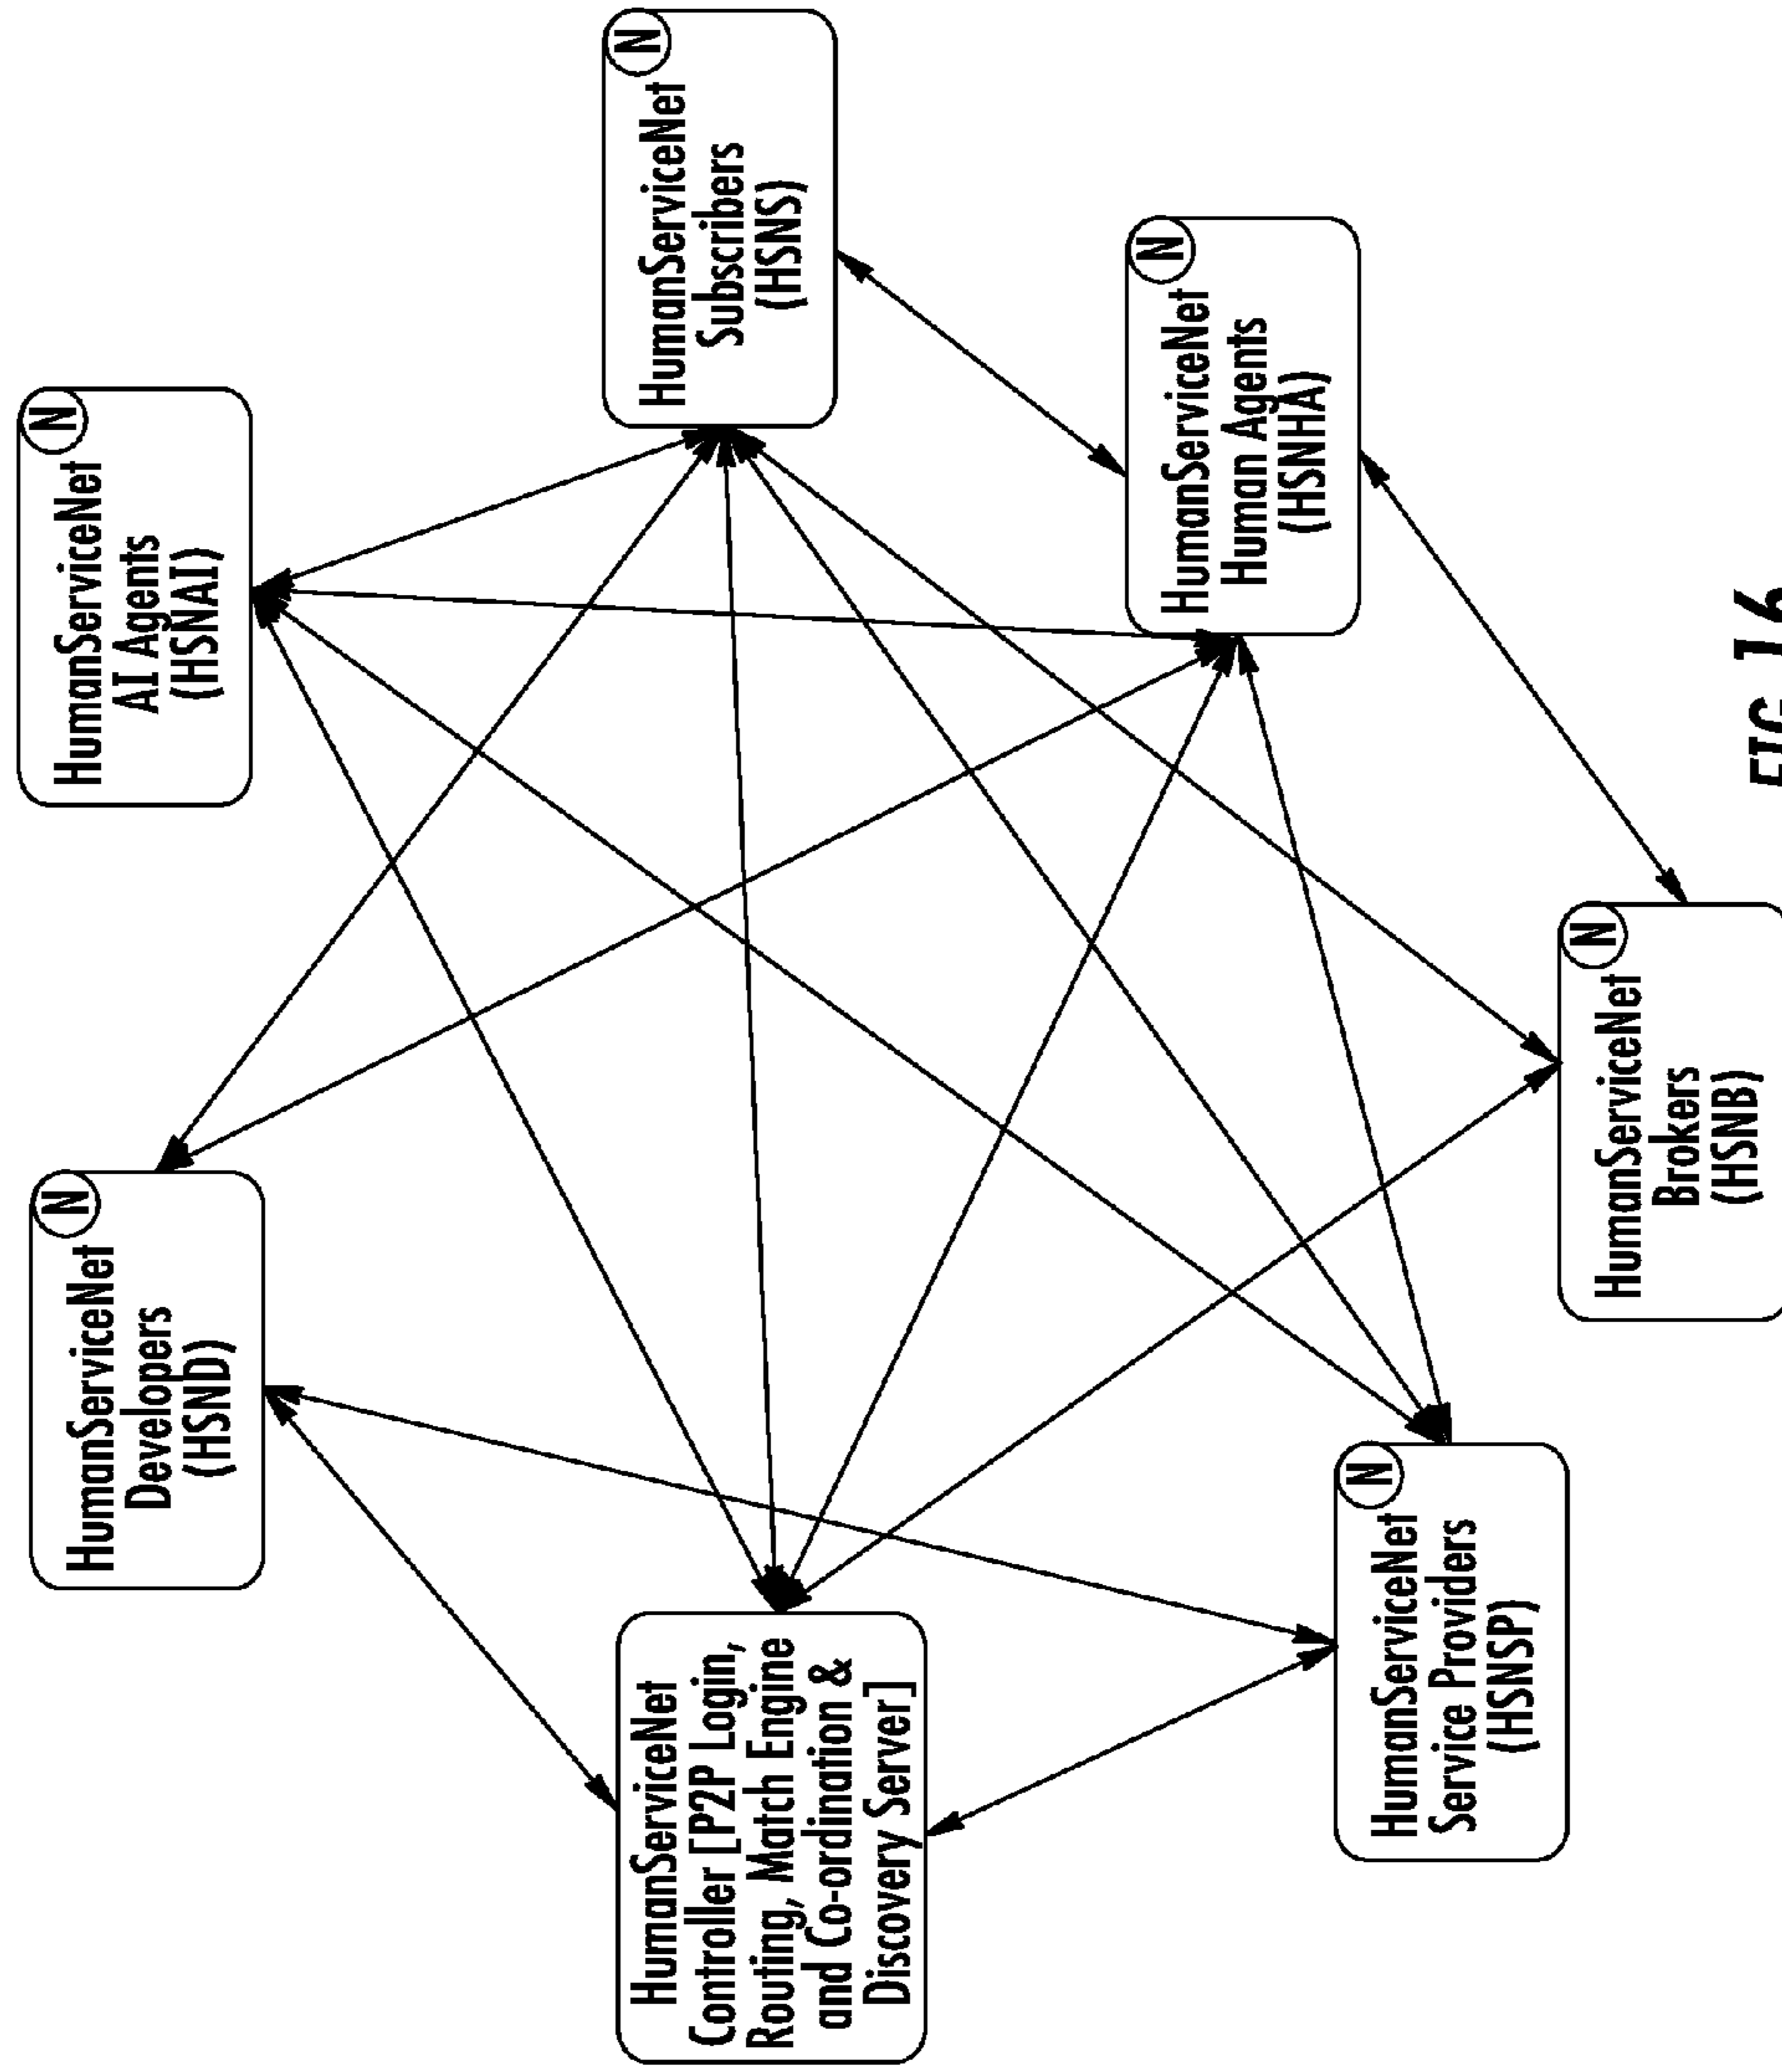 N
HumanServiceNet
Developers
(HSND)
N
HumanServiceNet
AI Agents
(HSNAI)
HumanServiceNet
Controller [P2P Login,
Routing, Match Engine
and Co-ordination &
Discovery Server]
N
HumanServiceNet
Subscribers
(HSNS)
N
HumanServiceNet
Human Agents
(HSNHA)
N
HumanServiceNet
Service Providers
(HSNSP)
N
HumanServiceNet
Brokers
(HSNB)
FIG. 16